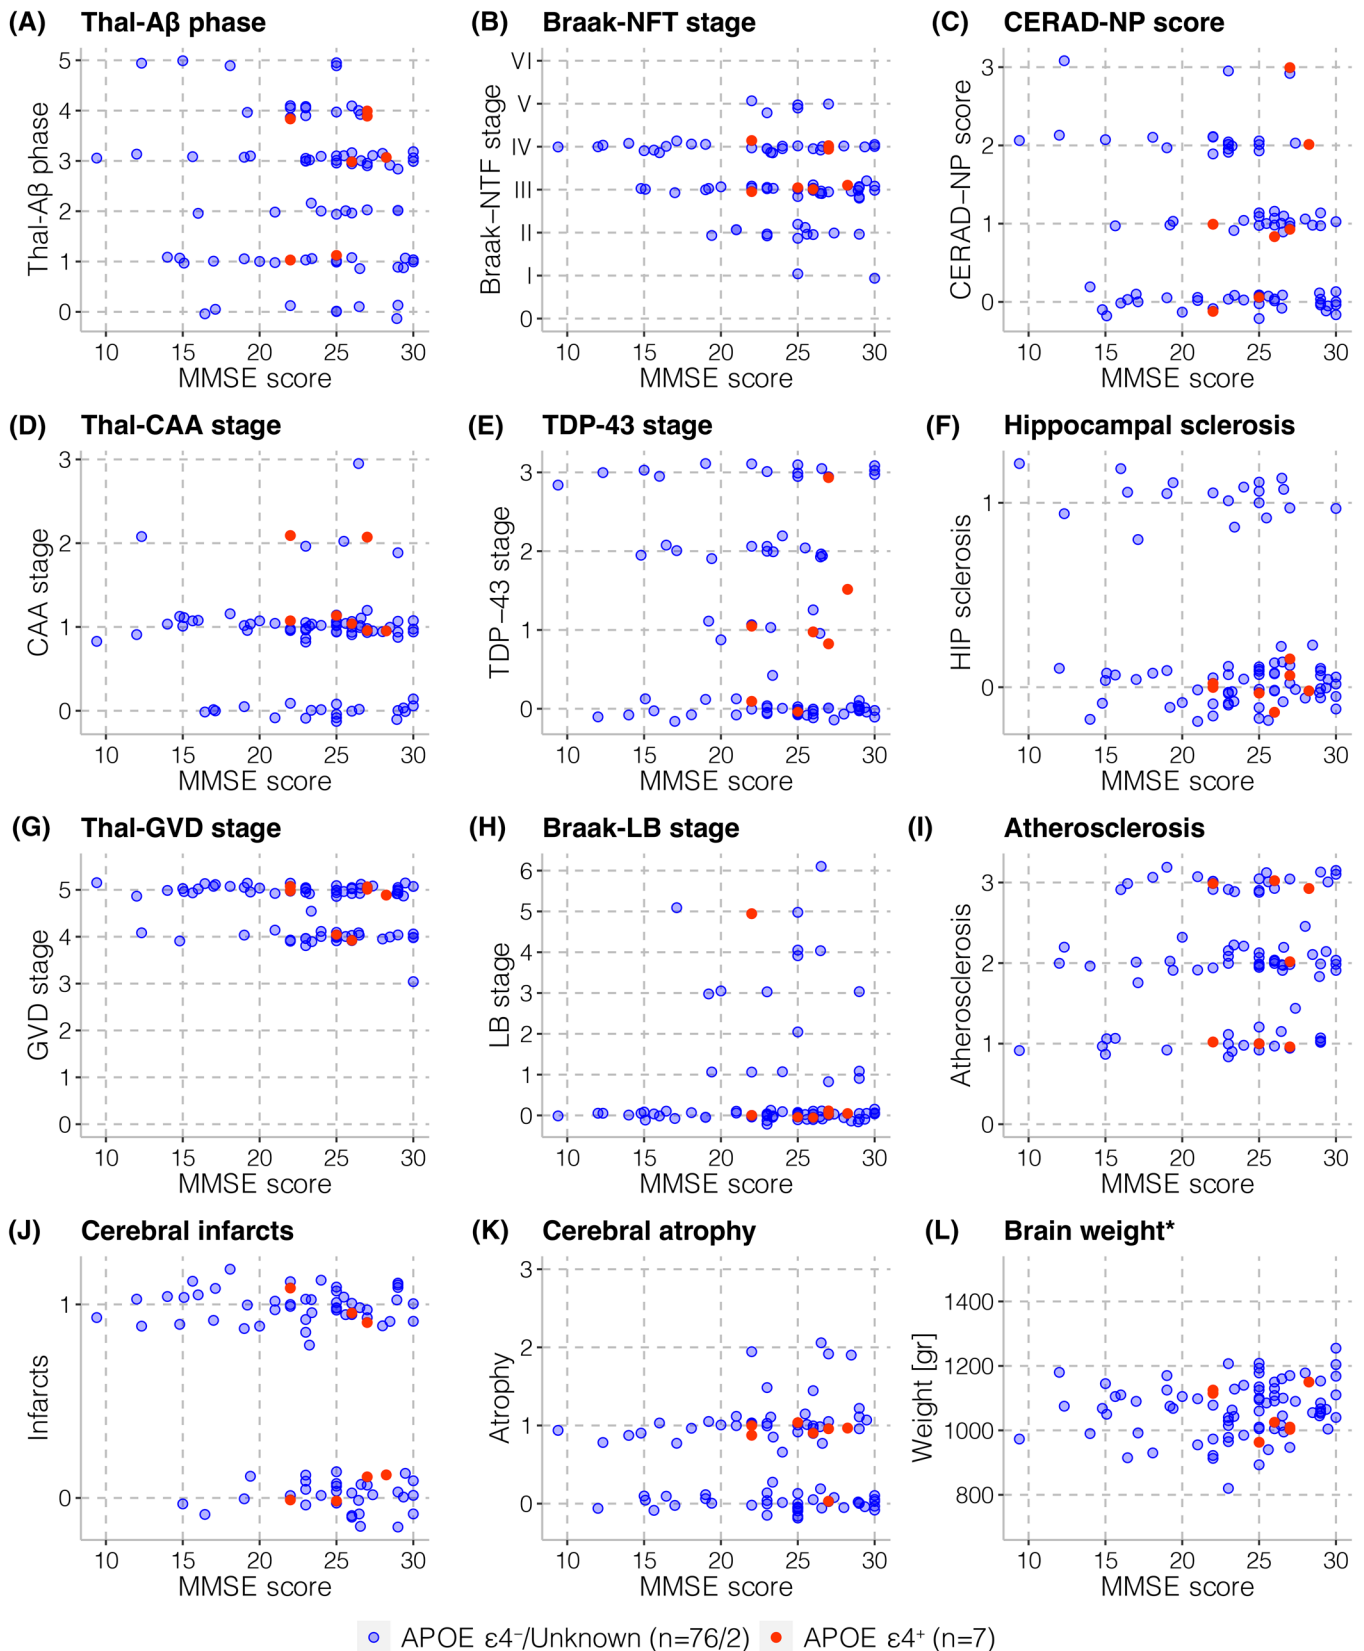 (A) Thal-Aβ phase
Thal-Aβ phase
5
4
3
2
1
0
10 15 20 25 30
MMSE score
(B) Braak-NFT stage
Braak-NTF stage
VI
V
IV
III
II
I
0
10 15 20 25 30
MMSE score
(C) CERAD-NP score
CERAD-NP score
3
2
1
0
10 15 20 25 30
MMSE score
(D) Thal-CAA stage
CAA stage
3
2
1
0
10 15 20 25 30
MMSE score
(E) TDP-43 stage
TDP-43 stage
3
2
1
0
10 15 20 25 30
MMSE score
(F) Hippocampal sclerosis
HIP sclerosis
1
0
10 15 20 25 30
MMSE score
(G) Thal-GVD stage
GVD stage
5
4
3
2
1
0
10 15 20 25 30
MMSE score
(H) Braak-LB stage
LB stage
6
5
4
3
2
1
0
10 15 20 25 30
MMSE score
(I) Atherosclerosis
Atherosclerosis
3
2
1
0
10 15 20 25 30
MMSE score
(J) Cerebral infarcts
Infarcts
1
0
10 15 20 25 30
MMSE score
(K) Cerebral atrophy
Atrophy
3
2
1
0
10 15 20 25 30
MMSE score
(L) Brain weight*
Weight [gr]
1400
1200
1000
800
10 15 20 25 30
MMSE score
APOE ε4⁻/Unknown (n=76/2) APOE ε4⁺ (n=7)